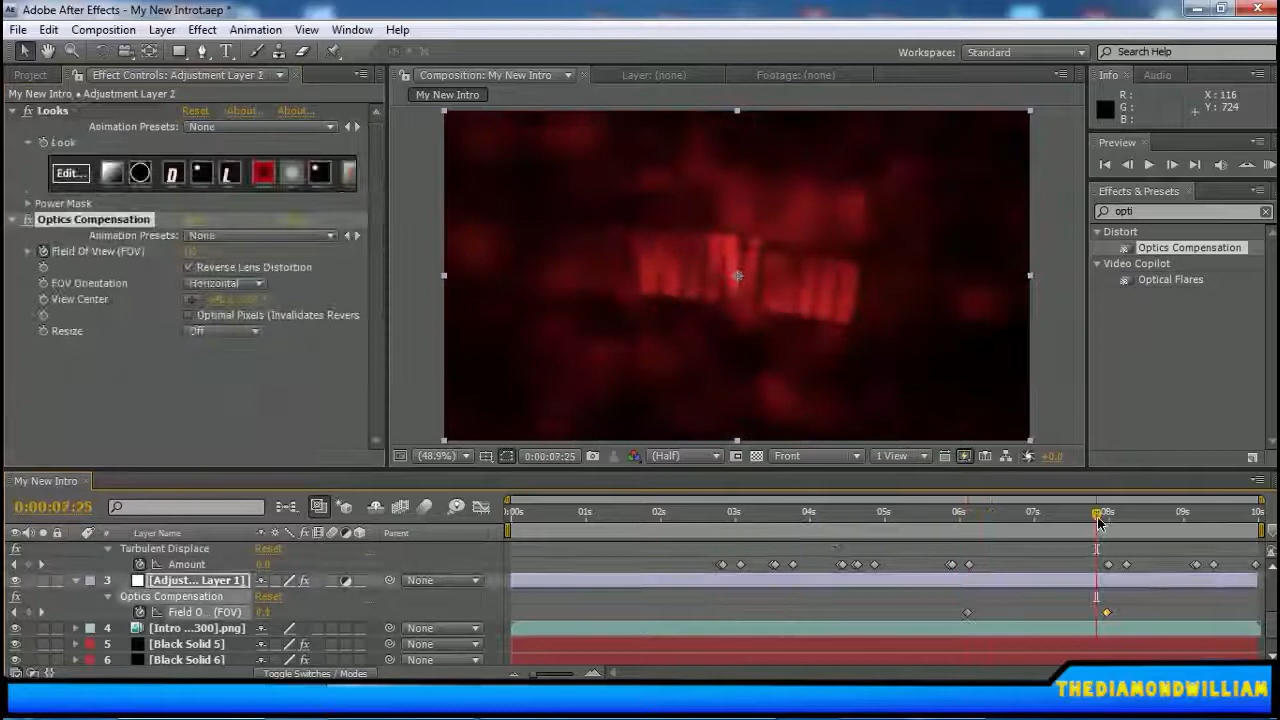 Adobe After Effects - My New Introt.aep *
File Edit Composition Layer Effect Animation View Window Help
Workspace: Standard Search Help
Project Effect Controls: Adjustment Layer 2 Composition: My New Intro Layer: (none) Footage: (none) Info Audio
My New Intro • Adjustment Layer 2
My New Intro
R : X : 116
G : Y : 724
B :
Looks Reset About... About...
Animation Presets: None
Look
Edit...
Power Mask
Optics Compensation
Animation Presets: None
Field Of View (FOV)
Reverse Lens Distortion
FOV Orientation Horizontal
View Center
Optimal Pixels (Invalidates Revers
Resize Off
Preview
Effects & Presets
opti
Distort
Optics Compensation
Video Copilot
Optical Flares
(48.9%) 0:00:07:25 (Half) Front 1 View +0.0
My New Intro
0:00:07:25
0:00s 01s 02s 03s 04s 05s 06s 07s 08s 09s 10s
Layer Name Parent
Turbulent Displace Reset
Amount 0.0
3 [Adjust... Layer 1] None
Optics Compensation Reset
Field O... (FOV)
4 [Intro ...300].png] None
5 [Black Solid 5] None
6 [Black Solid 6] None
Toggle Switches / Modes
THEDIAMONDWILLIAM